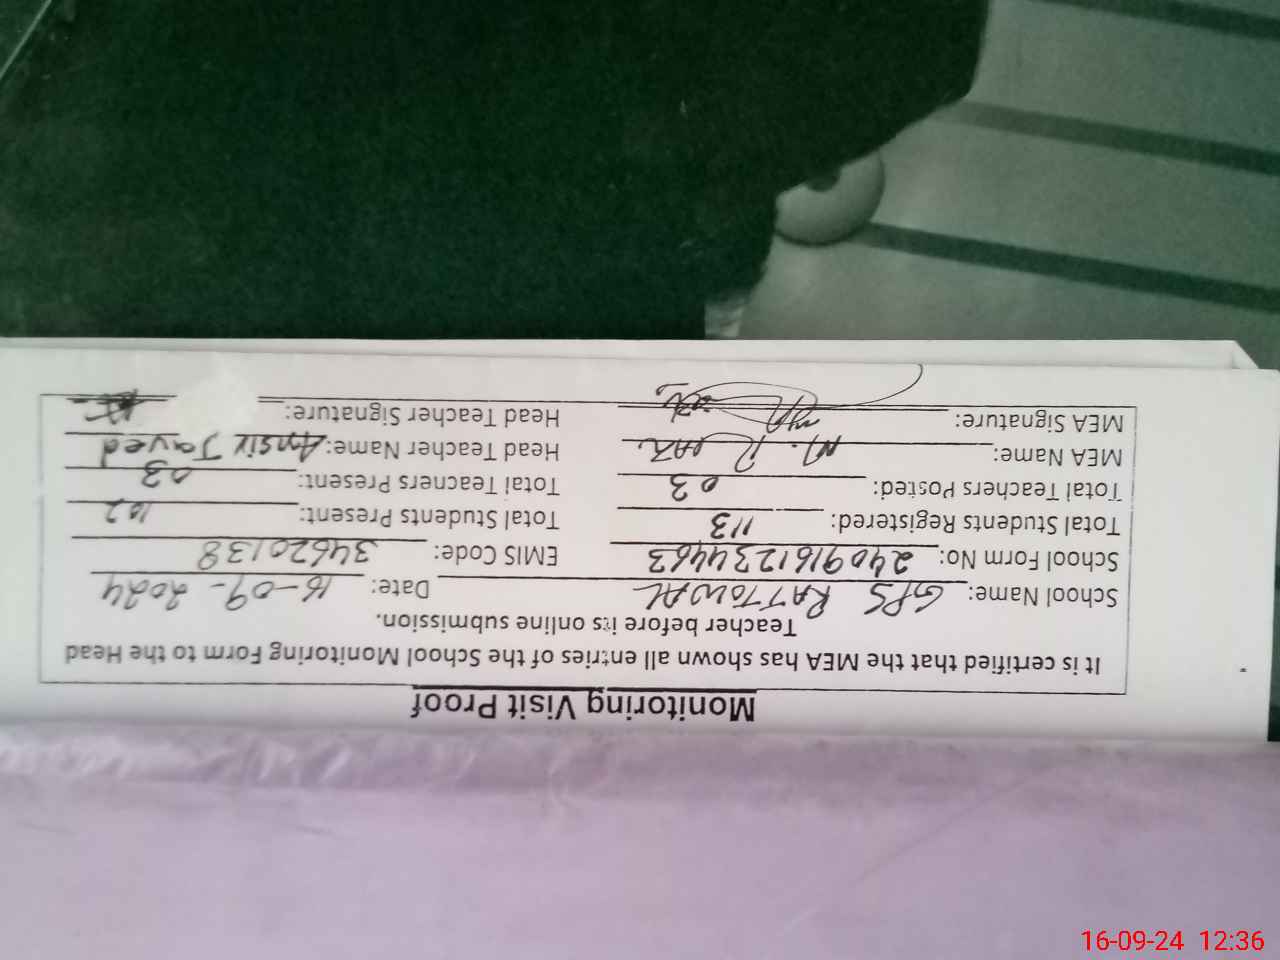 Monitoring Visit Proof
It is certified that the MEA has shown all entries of the School Monitoring Form to the Head
Teacher before its online submission.
School Name: GPS RATTOWAL Date: 16-09-2024
School Form No: 2409161234463 EMIS Code: 34620138
Total Students Registered: 113 Total Students Present: 102
Total Teachers Posted: 03 Total Teachers Present: 03
MEA Name: M. Riaz Head Teacher Name: Ansir Javed
MEA Signature: Head Teacher Signature:
16-09-24 12:36